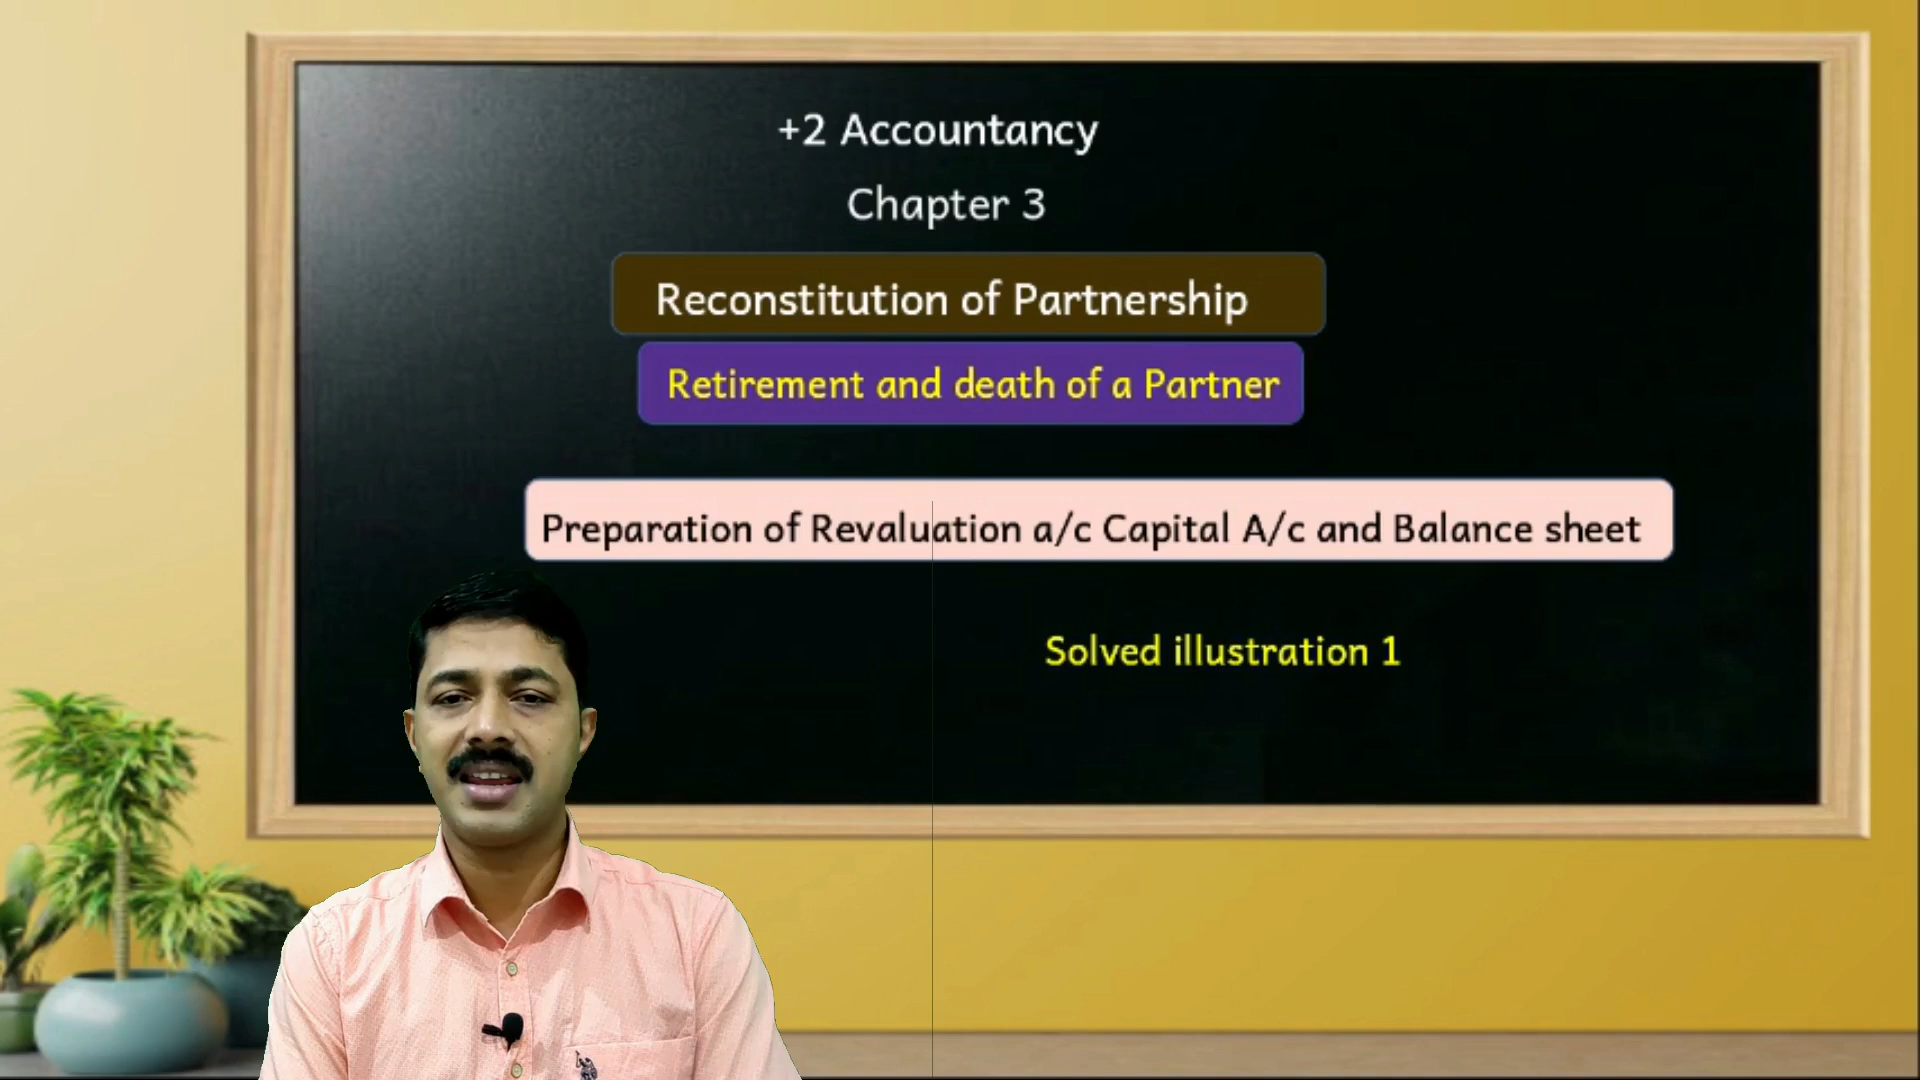 +2 Accountancy
Chapter 3
Reconstitution of Partnership
Retirement and death of a Partner
Preparation of Revaluation a/c Capital A/c and Balance sheet
Solved illustration 1